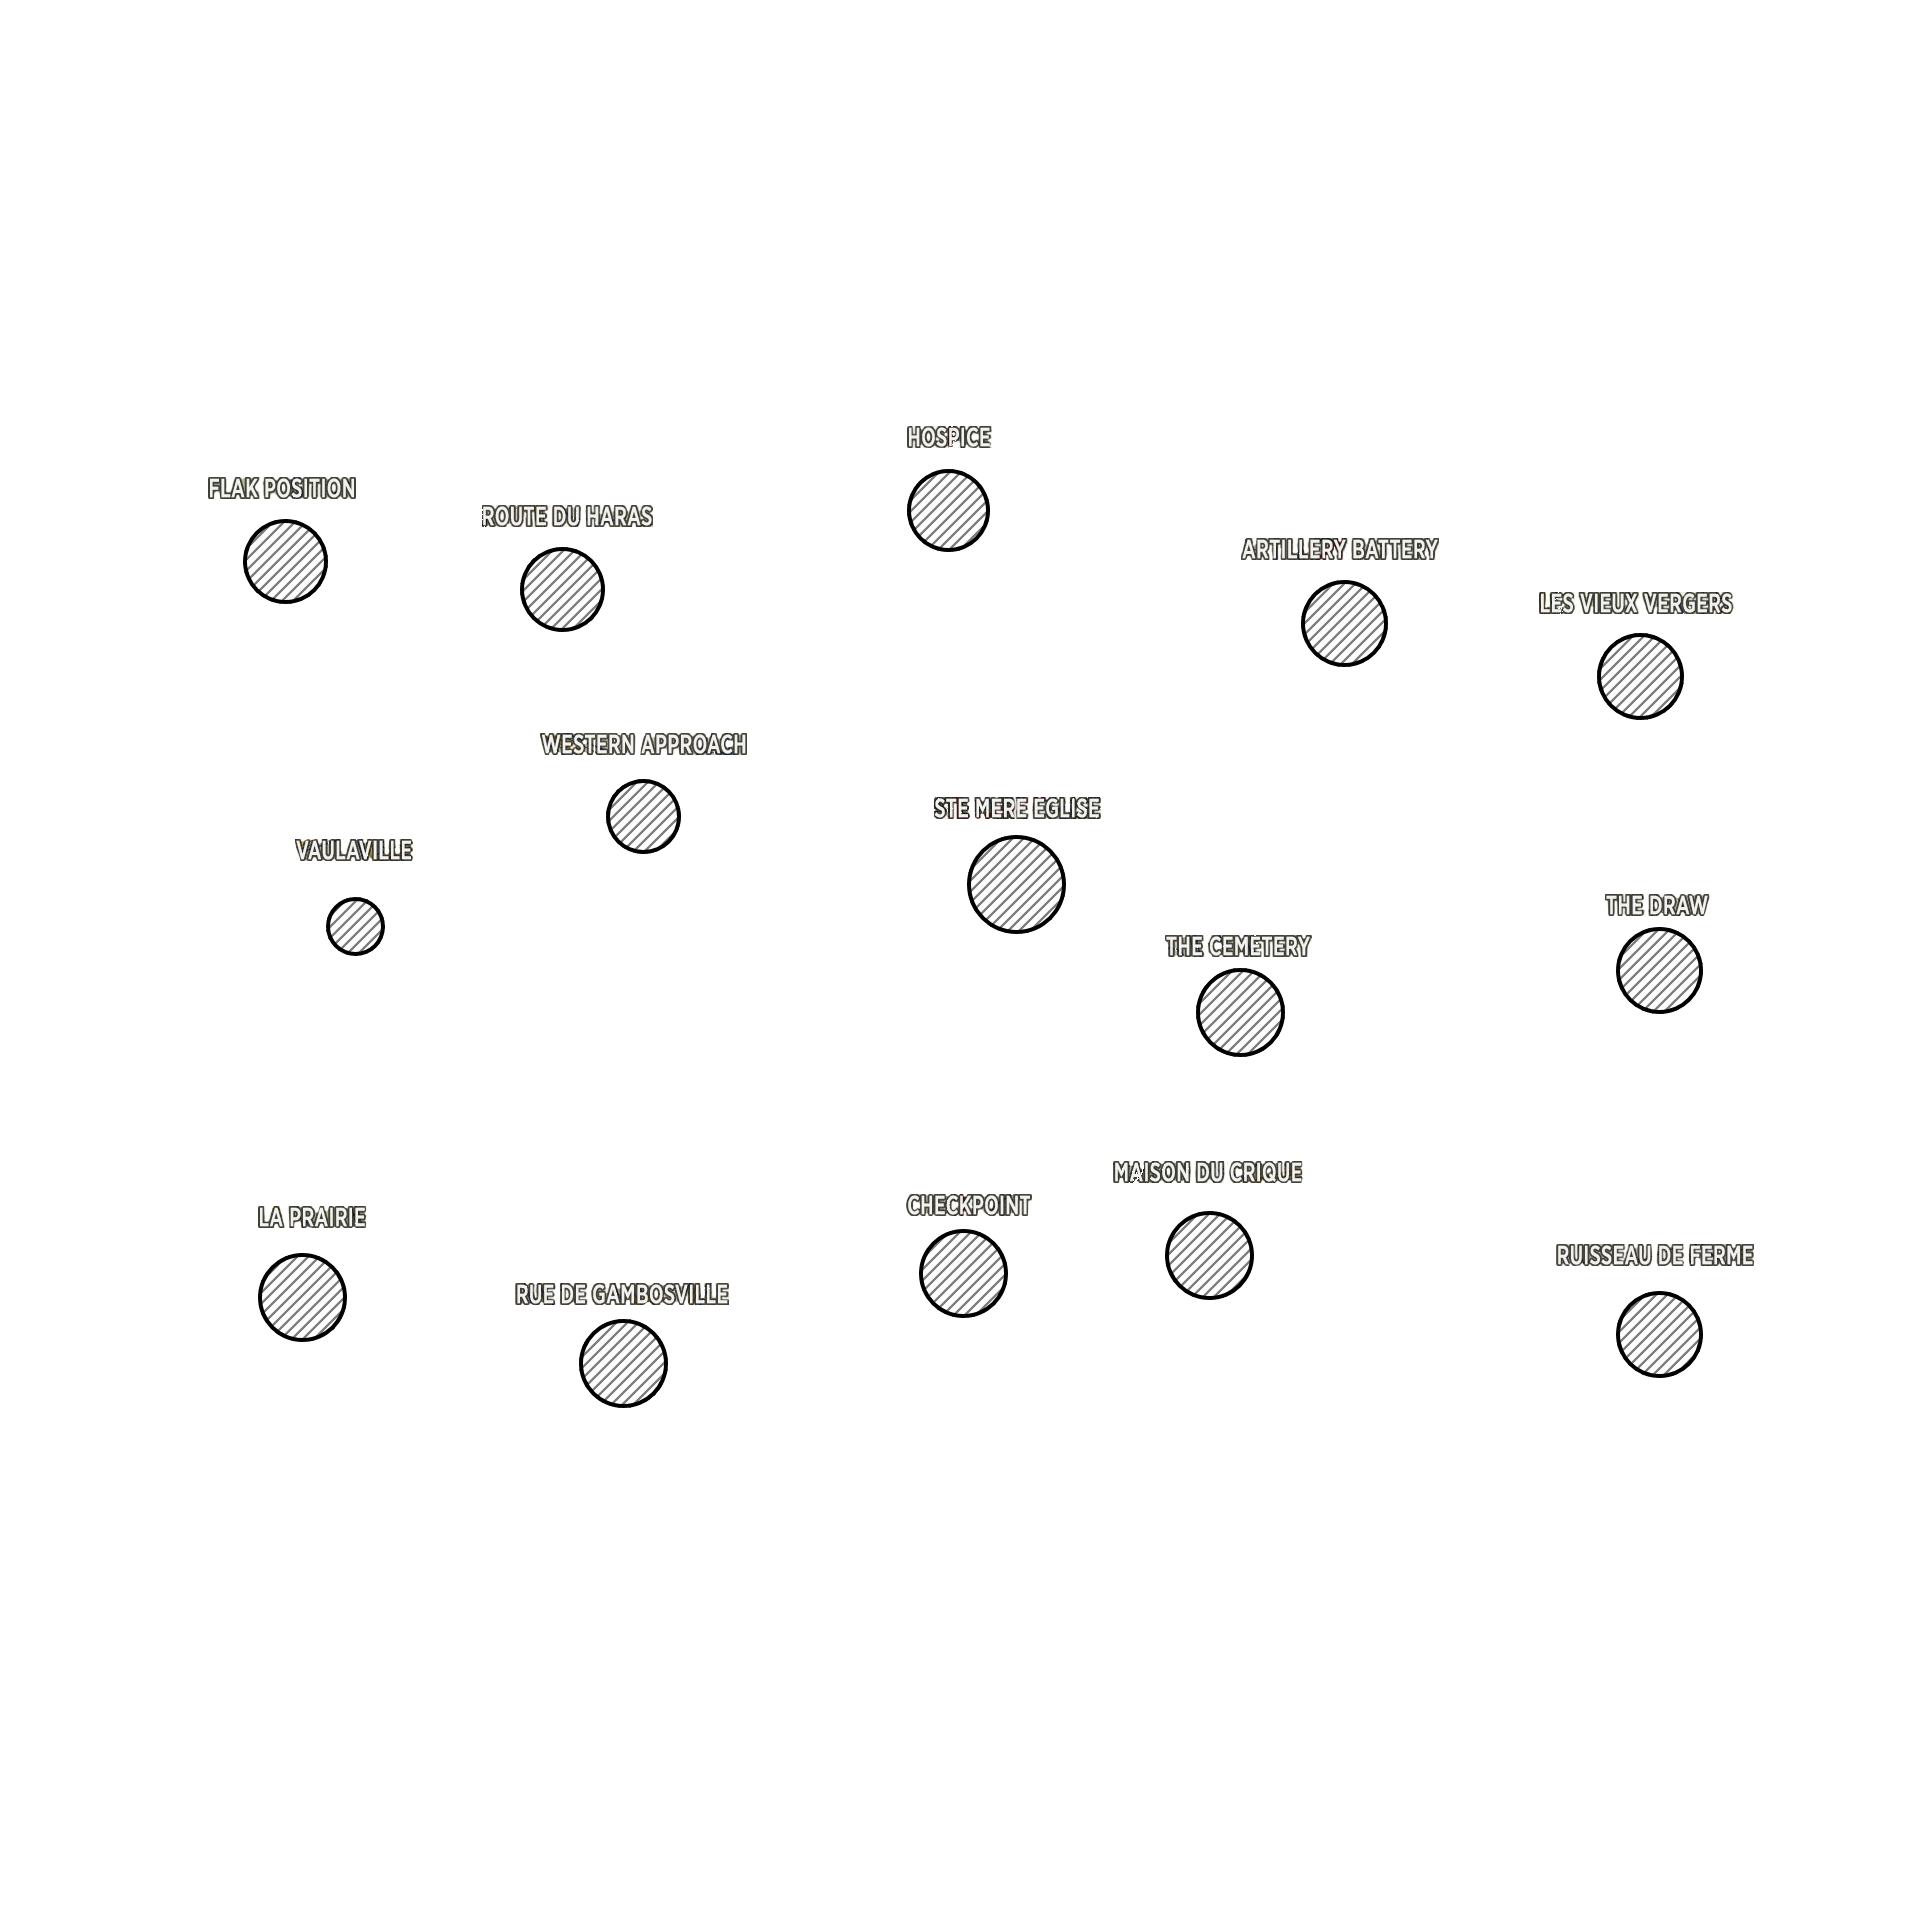 HOSPICE
FLAK POSITION
ROUTE DU HARAS
ARTILLERY BATTERY
LES VIEUX VERGERS
WESTERN APPROACH
STE MERE EGLISE
VAULAVILLE
THE DRAW
THE CEMETERY
MAISON DU CRIQUE
CHECKPOINT
LA PRAIRIE
RUISSEAU DE FERME
RUE DE GAMBOSVILLE